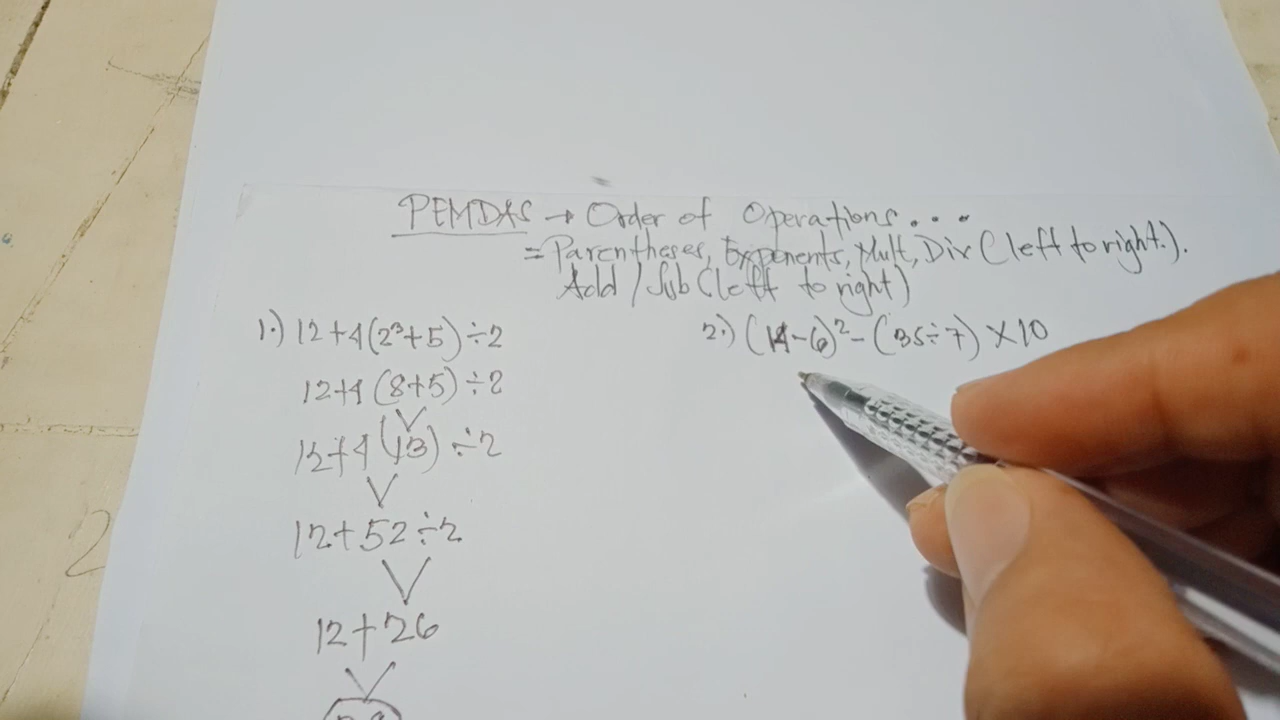 PEMDAS → Order of Operations...
= Parentheses, Exponents, Mult, Div (left to right).
Add / Sub (left to right)
1.) 12+4(2³+5)÷2
12+4(8+5)÷2
12+4(13)÷2
12+52÷2
12+26
2.) (14-6)²-(35÷7)×10
2